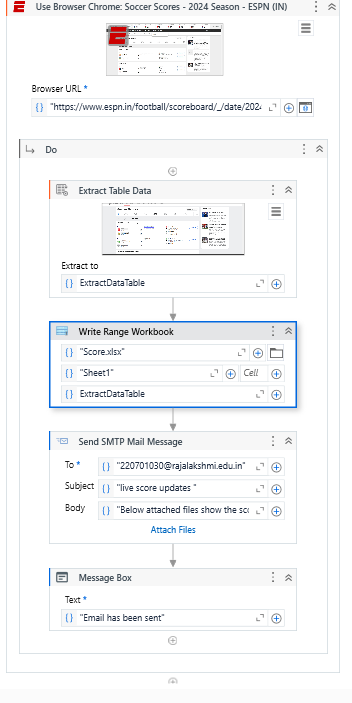 Use Browser Chrome: Soccer Scores - 2024 Season - ESPN (IN)
Browser URL *
"https://www.espn.in/football/scoreboard/_/date/2024
Do
Extract Table Data
Extract to
ExtractDataTable
Write Range Workbook
"Score.xlsx"
"Sheet1" Cell
ExtractDataTable
Send SMTP Mail Message
To * "220701030@rajalakshmi.edu.in"
Subject "live score updates "
Body "Below attached files show the sco
Attach Files
Message Box
Text *
"Email has been sent"